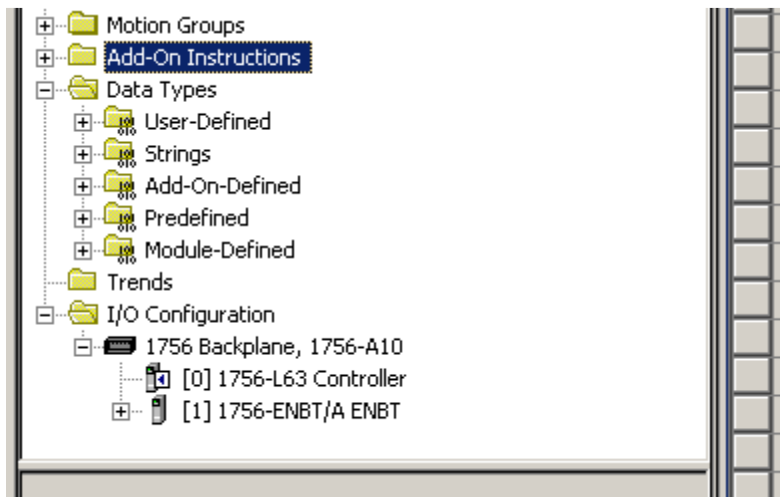 Motion Groups
Add-On Instructions
Data Types
User-Defined
Strings
Add-On-Defined
Predefined
Module-Defined
Trends
I/O Configuration
1756 Backplane, 1756-A10
[0] 1756-L63 Controller
[1] 1756-ENBT/A ENBT